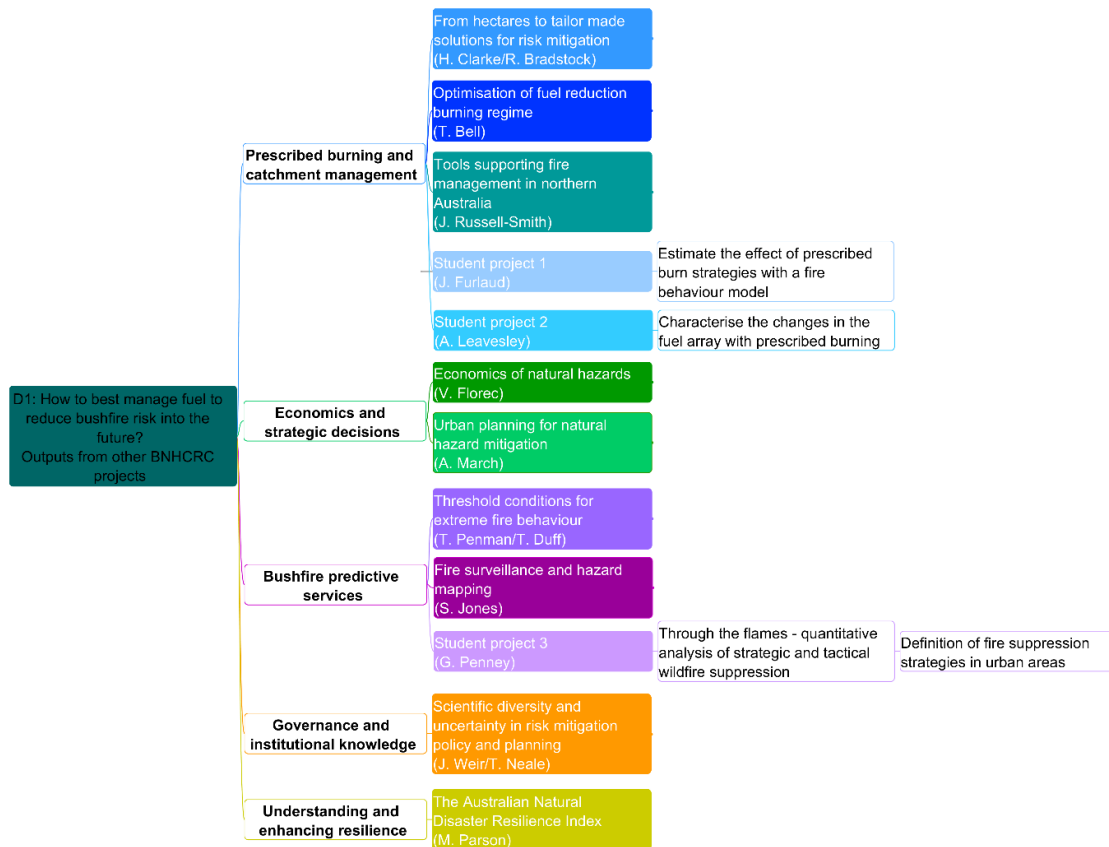 From hectares to tailor made
solutions for risk mitigation
(H. Clarke/R. Bradstock)
Optimisation of fuel reduction
burning regime
(T. Bell)
Prescribed burning and
catchment management
Tools supporting fire
management in northern
Australia
(J. Russell-Smith)
Student project 1
(J. Furlaud)
Estimate the effect of prescribed
burn strategies with a fire
behaviour model
Student project 2
(A. Leavesley)
Characterise the changes in the
fuel array with prescribed burning
D1: How to best manage fuel to
reduce bushfire risk into the
future?
Outputs from other BNHCRC
projects
Economics and
strategic decisions
Economics of natural hazards
(V. Florec)
Urban planning for natural
hazard mitigation
(A. March)
Bushfire predictive
services
Threshold conditions for
extreme fire behaviour
(T. Penman/T. Duff)
Fire surveillance and hazard
mapping
(S. Jones)
Student project 3
(G. Penney)
Through the flames - quantitative
analysis of strategic and tactical
wildfire suppression
Definition of fire suppression
strategies in urban areas
Governance and
institutional knowledge
Scientific diversity and
uncertainty in risk mitigation
policy and planning
(J. Weir/T. Neale)
Understanding and
enhancing resilience
The Australian Natural
Disaster Resilience Index
(M. Parson)